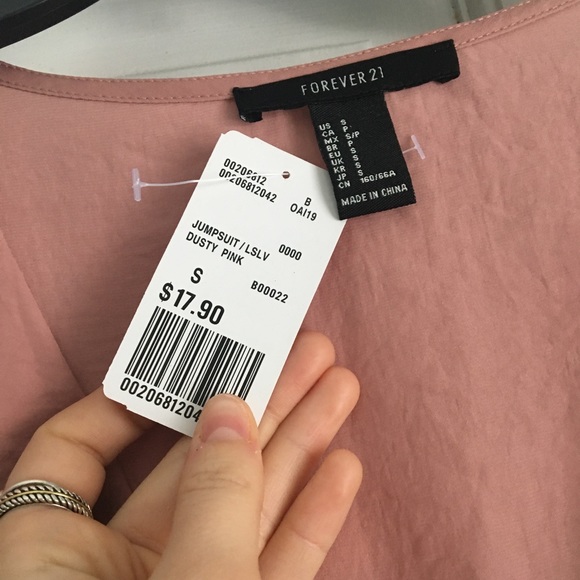 FOREVER 21
US S
CA P
MX S/P
BR P
EU S
UK S
KR S
JP S
CN 160/66A
MADE IN CHINA
00206812 B
00206812042 OAI19
JUMPSUIT/LSLV 0000
DUSTY PINK
S B00022
$17.90
0020681204